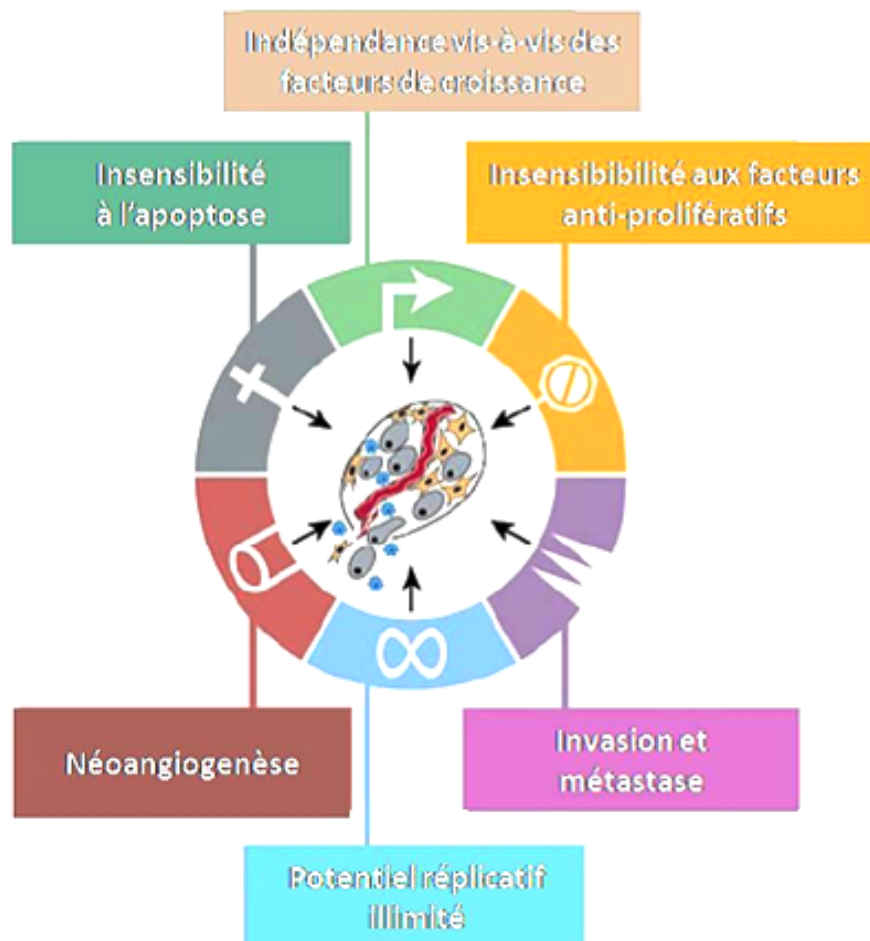 Indépendance vis-à-vis des
facteurs de croissance
Insensibilité
à l'apoptose
Insensibibilité aux facteurs
anti-prolifératifs
Néoangiogenèse
Invasion et
métastase
Potentiel réplicatif
illimité